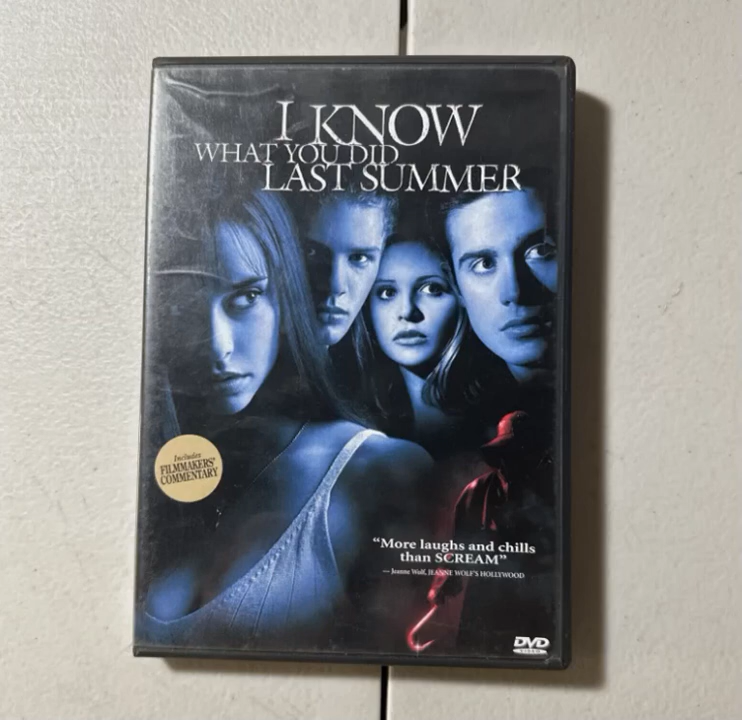 I KNOW
WHAT YOU DID
LAST SUMMER
Includes
FILMMAKERS'
COMMENTARY
“More laughs and chills
than SCREAM”
— Jeanne Wolf, JEANNE WOLF'S HOLLYWOOD
DVD
VIDEO